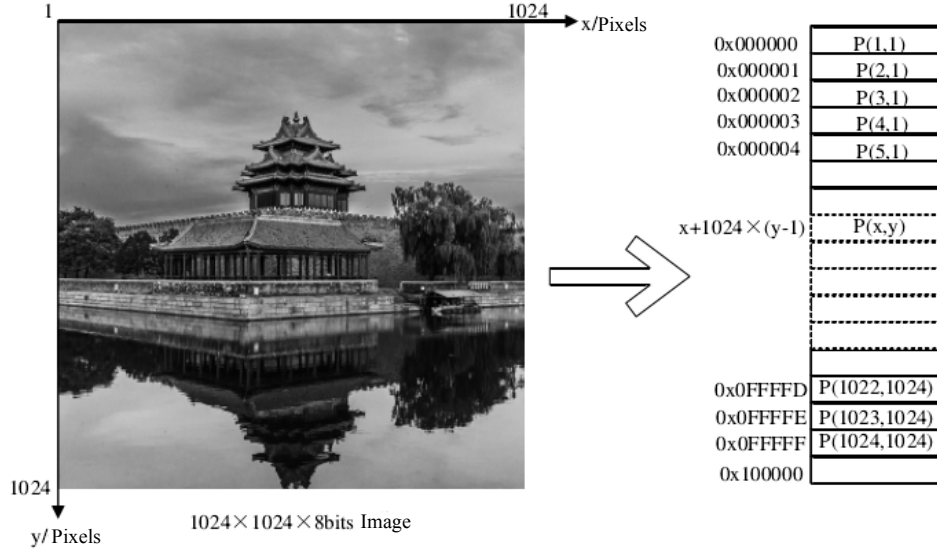 1
1024
x/Pixels
1024
y/ Pixels
1024×1024×8bits Image
0x000000 P(1,1)
0x000001 P(2,1)
0x000002 P(3,1)
0x000003 P(4,1)
0x000004 P(5,1)
x+1024×(y-1) P(x,y)
0x0FFFFD P(1022,1024)
0x0FFFFE P(1023,1024)
0x0FFFFF P(1024,1024)
0x100000